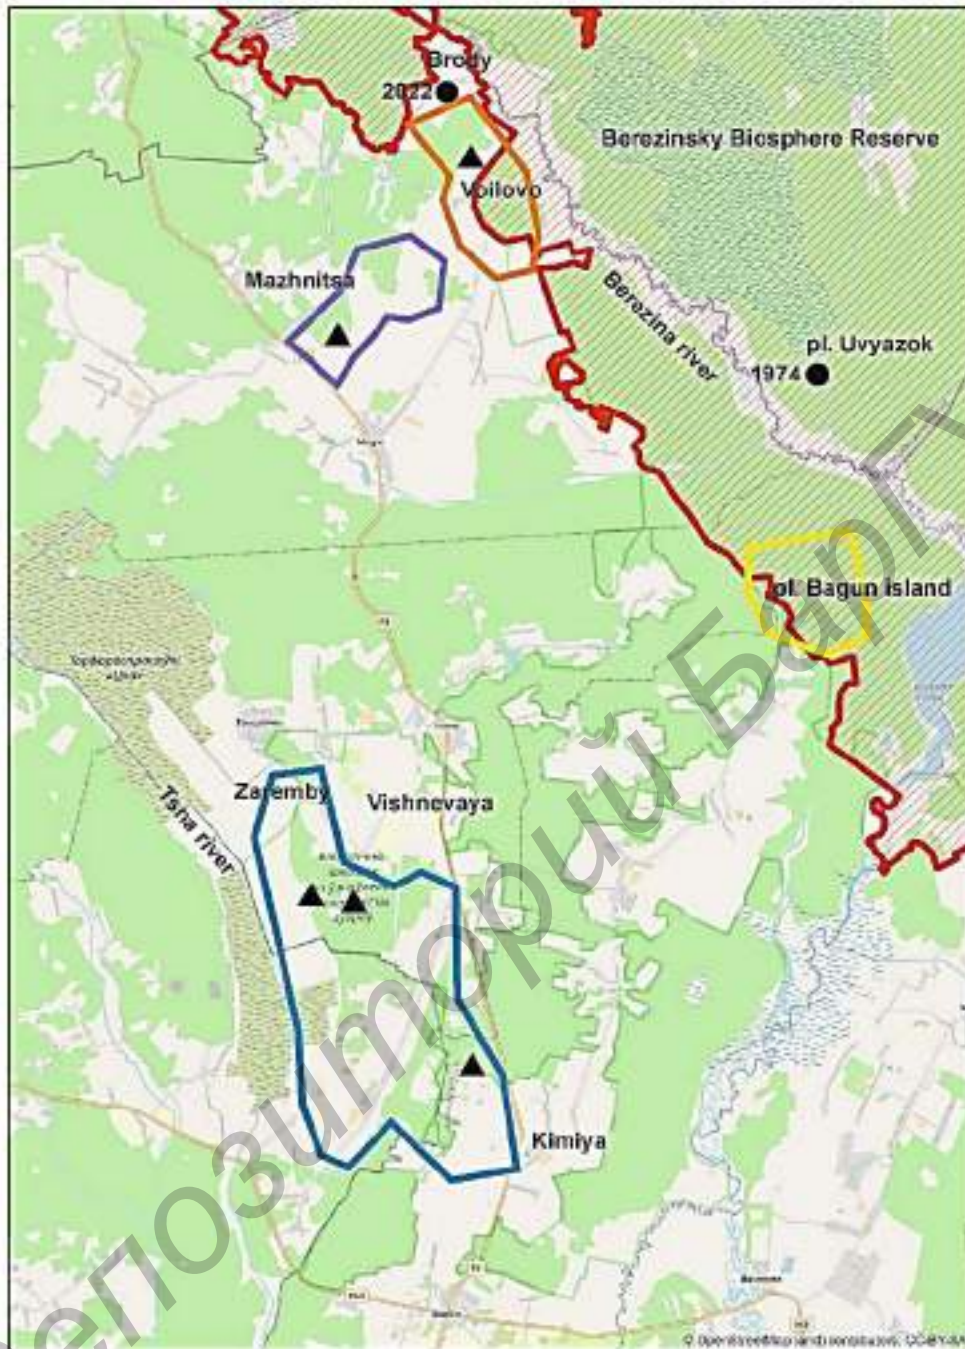 Brody
2022
Berezinsky Biosphere Reserve
Voilovo
Mazhnitsa
Berezina river
pl. Uvyazok
1974
pl. Bagun island
Zaremby
Vishnevaya
Tsna river
Kimiya
Репозиторий БарГУ